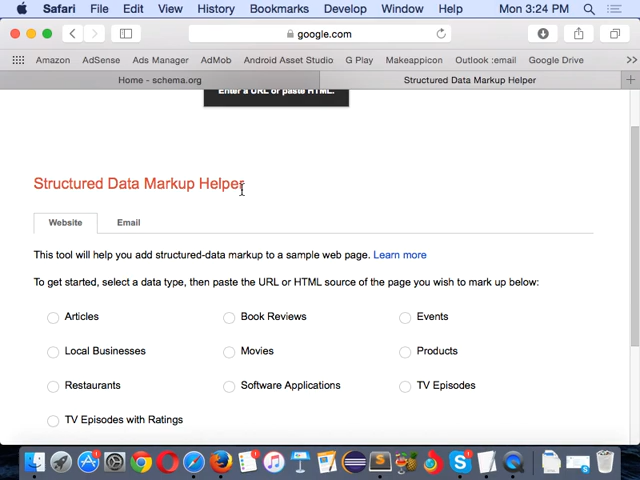 Safari File Edit View History Bookmarks Develop Window Help Mon 3:24 PM
google.com
Amazon AdSense Ads Manager AdMob Android Asset Studio G Play Makeappicon Outlook :email Google Drive >>
Home - schema.org Structured Data Markup Helper +
Enter a URL or paste HTML.
Structured Data Markup Helper
Website Email
This tool will help you add structured-data markup to a sample web page. Learn more
To get started, select a data type, then paste the URL or HTML source of the page you wish to mark up below:
Articles Book Reviews Events
Local Businesses Movies Products
Restaurants Software Applications TV Episodes
TV Episodes with Ratings